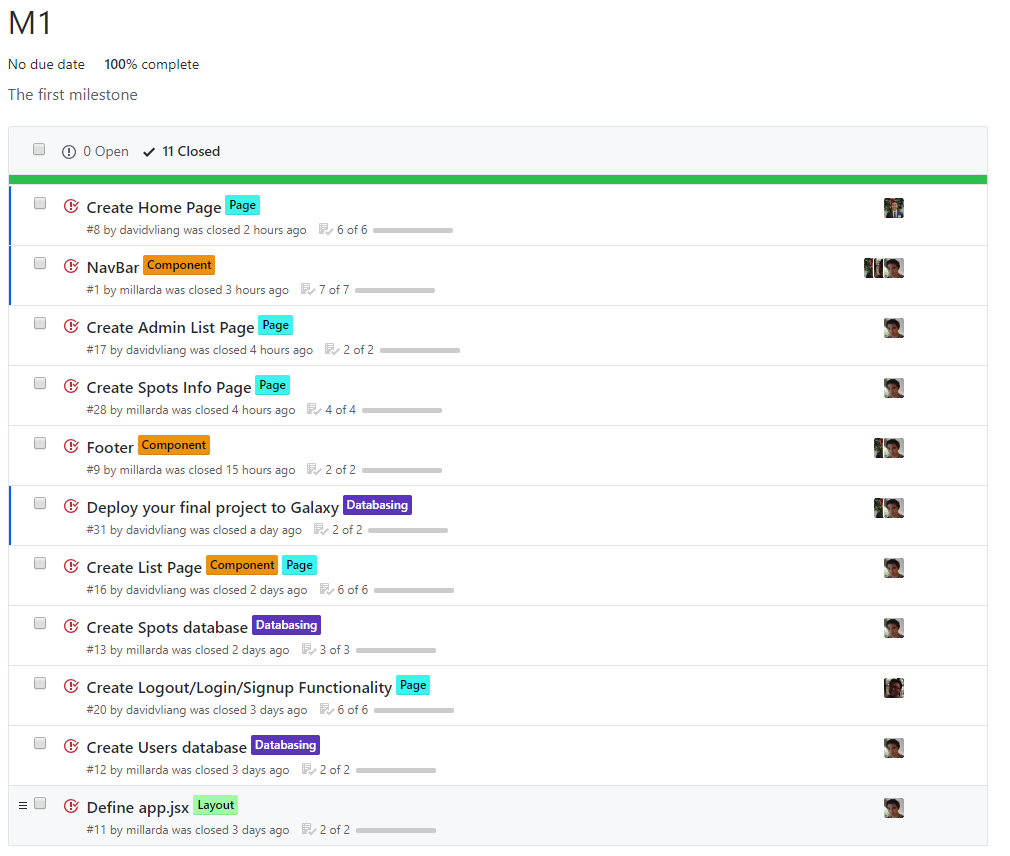 M1
No due date 100% complete
The first milestone
0 Open 11 Closed
Create Home Page Page
#8 by davidvliang was closed 2 hours ago 6 of 6
NavBar Component
#1 by millarda was closed 3 hours ago 7 of 7
Create Admin List Page Page
#17 by davidvliang was closed 4 hours ago 2 of 2
Create Spots Info Page Page
#28 by millarda was closed 4 hours ago 4 of 4
Footer Component
#9 by millarda was closed 15 hours ago 2 of 2
Deploy your final project to Galaxy Databasing
#31 by davidvliang was closed a day ago 2 of 2
Create List Page Component Page
#16 by davidvliang was closed 2 days ago 6 of 6
Create Spots database Databasing
#13 by millarda was closed 2 days ago 3 of 3
Create Logout/Login/Signup Functionality Page
#20 by davidvliang was closed 3 days ago 6 of 6
Create Users database Databasing
#12 by millarda was closed 3 days ago 2 of 2
Define app.jsx Layout
#11 by millarda was closed 3 days ago 2 of 2